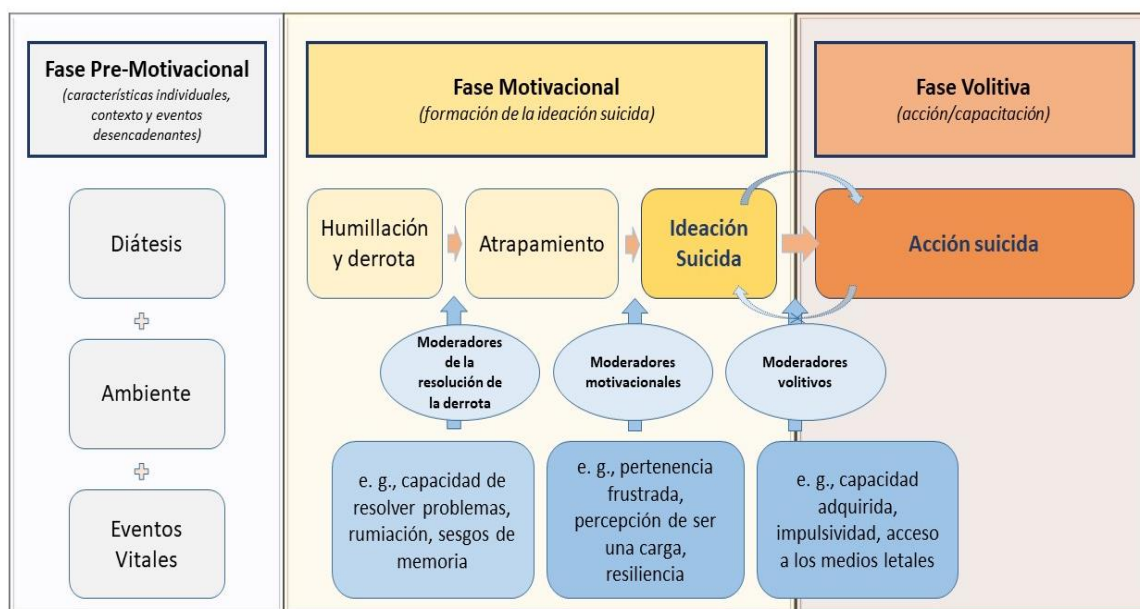 Fase Pre-Motivacional
(características individuales,
contexto y eventos
desencadenantes)
Diátesis
Ambiente
Eventos
Vitales
Fase Motivacional
(formación de la ideación suicida)
Humillación
y derrota
Atrapamiento
Ideación
Suicida
Moderadores
de la
resolución de
la derrota
Moderadores
motivacionales
Moderadores
volitivos
e. g., capacidad de
resolver problemas,
rumiación, sesgos de
memoria
e. g., pertenencia
frustrada,
percepción de ser
una carga,
resiliencia
e. g., capacidad
adquirida,
impulsividad, acceso
a los medios letales
Fase Volitiva
(acción/capacitación)
Acción suicida